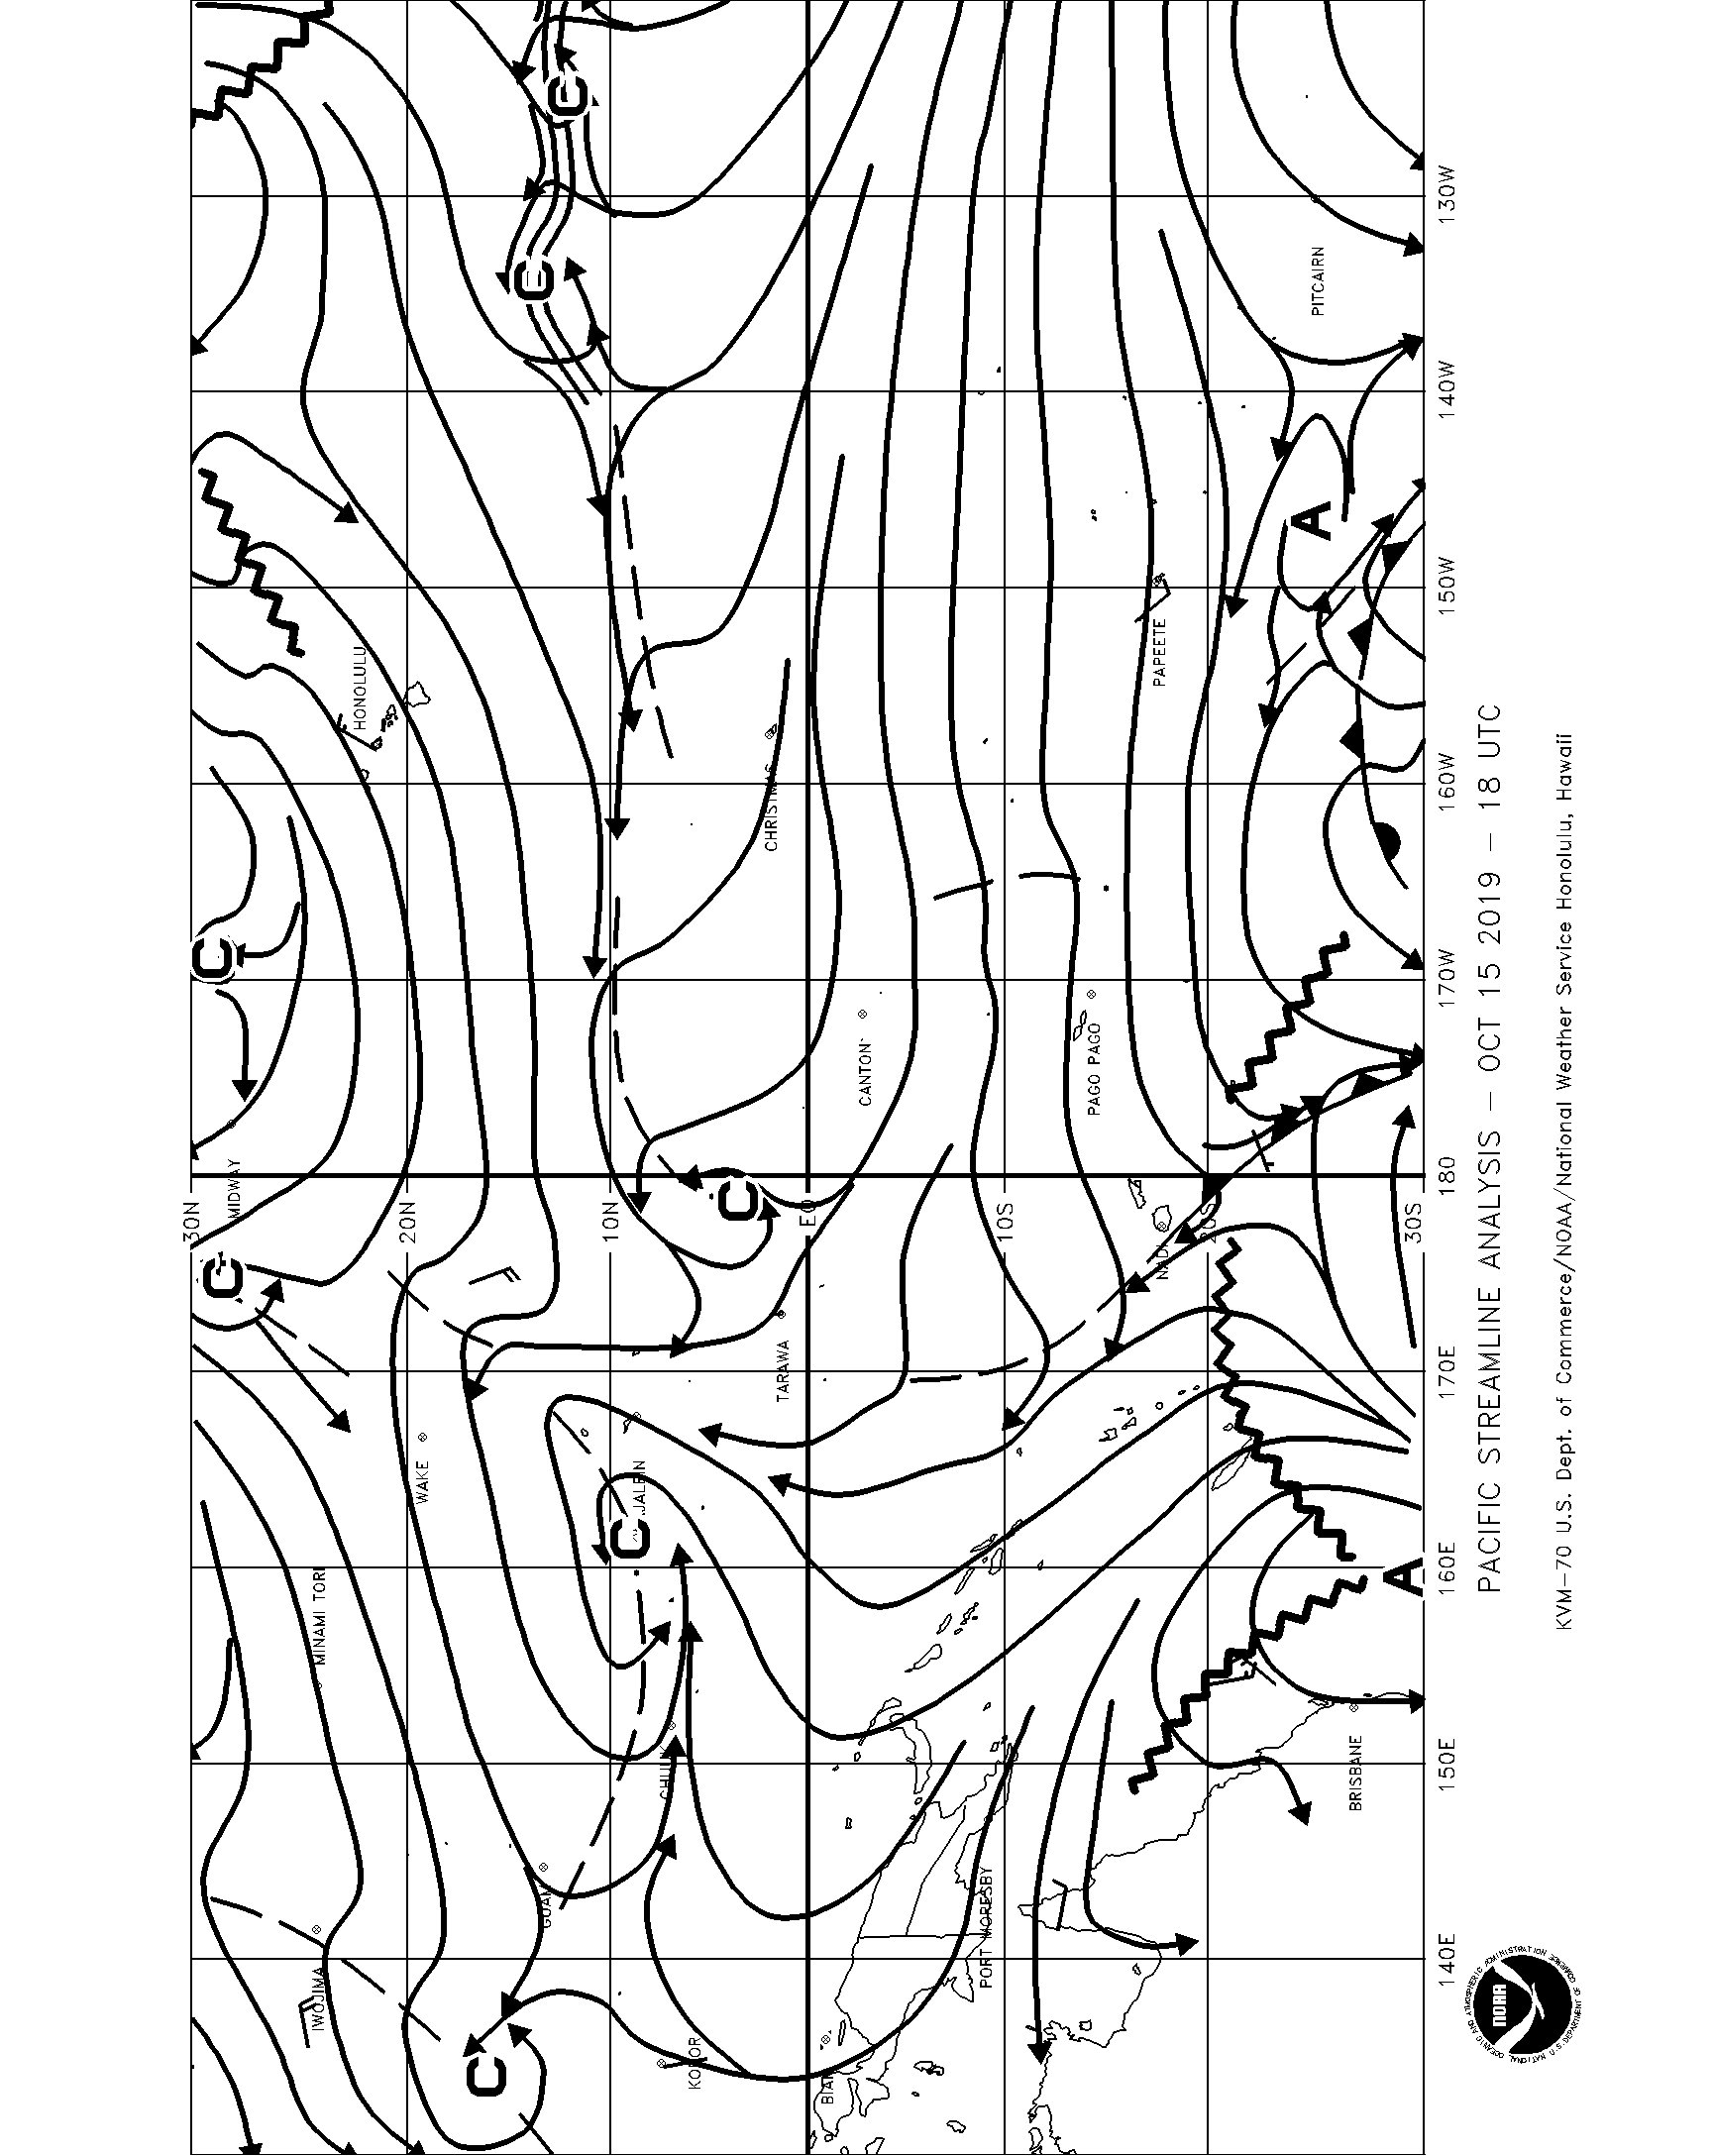 C
C
130W
PITCAIRN
140W
A
150W
HONOLULU
PAPEETE
CHRISTMAS
160W
C
170W
CANTON
PAGO PAGO
MIDWAY
180
C
30N
20N
10N
EQ
10S
20S
30S
C
NADI
TARAWA
170E
WAKE
C
MINAMI TORI
A
160E
CHUUK
150E
BRISBANE
GUAM
PORT MORESBY
140E
IWOJIMA
KOROR
C
PACIFIC STREAMLINE ANALYSIS - OCT 15 2019 - 18 UTC
KVM-70 U.S. Dept. of Commerce/NOAA/National Weather Service Honolulu, Hawaii
NOAA
NATIONAL OCEANIC AND ATMOSPHERIC ADMINISTRATION
U.S. DEPARTMENT OF COMMERCE